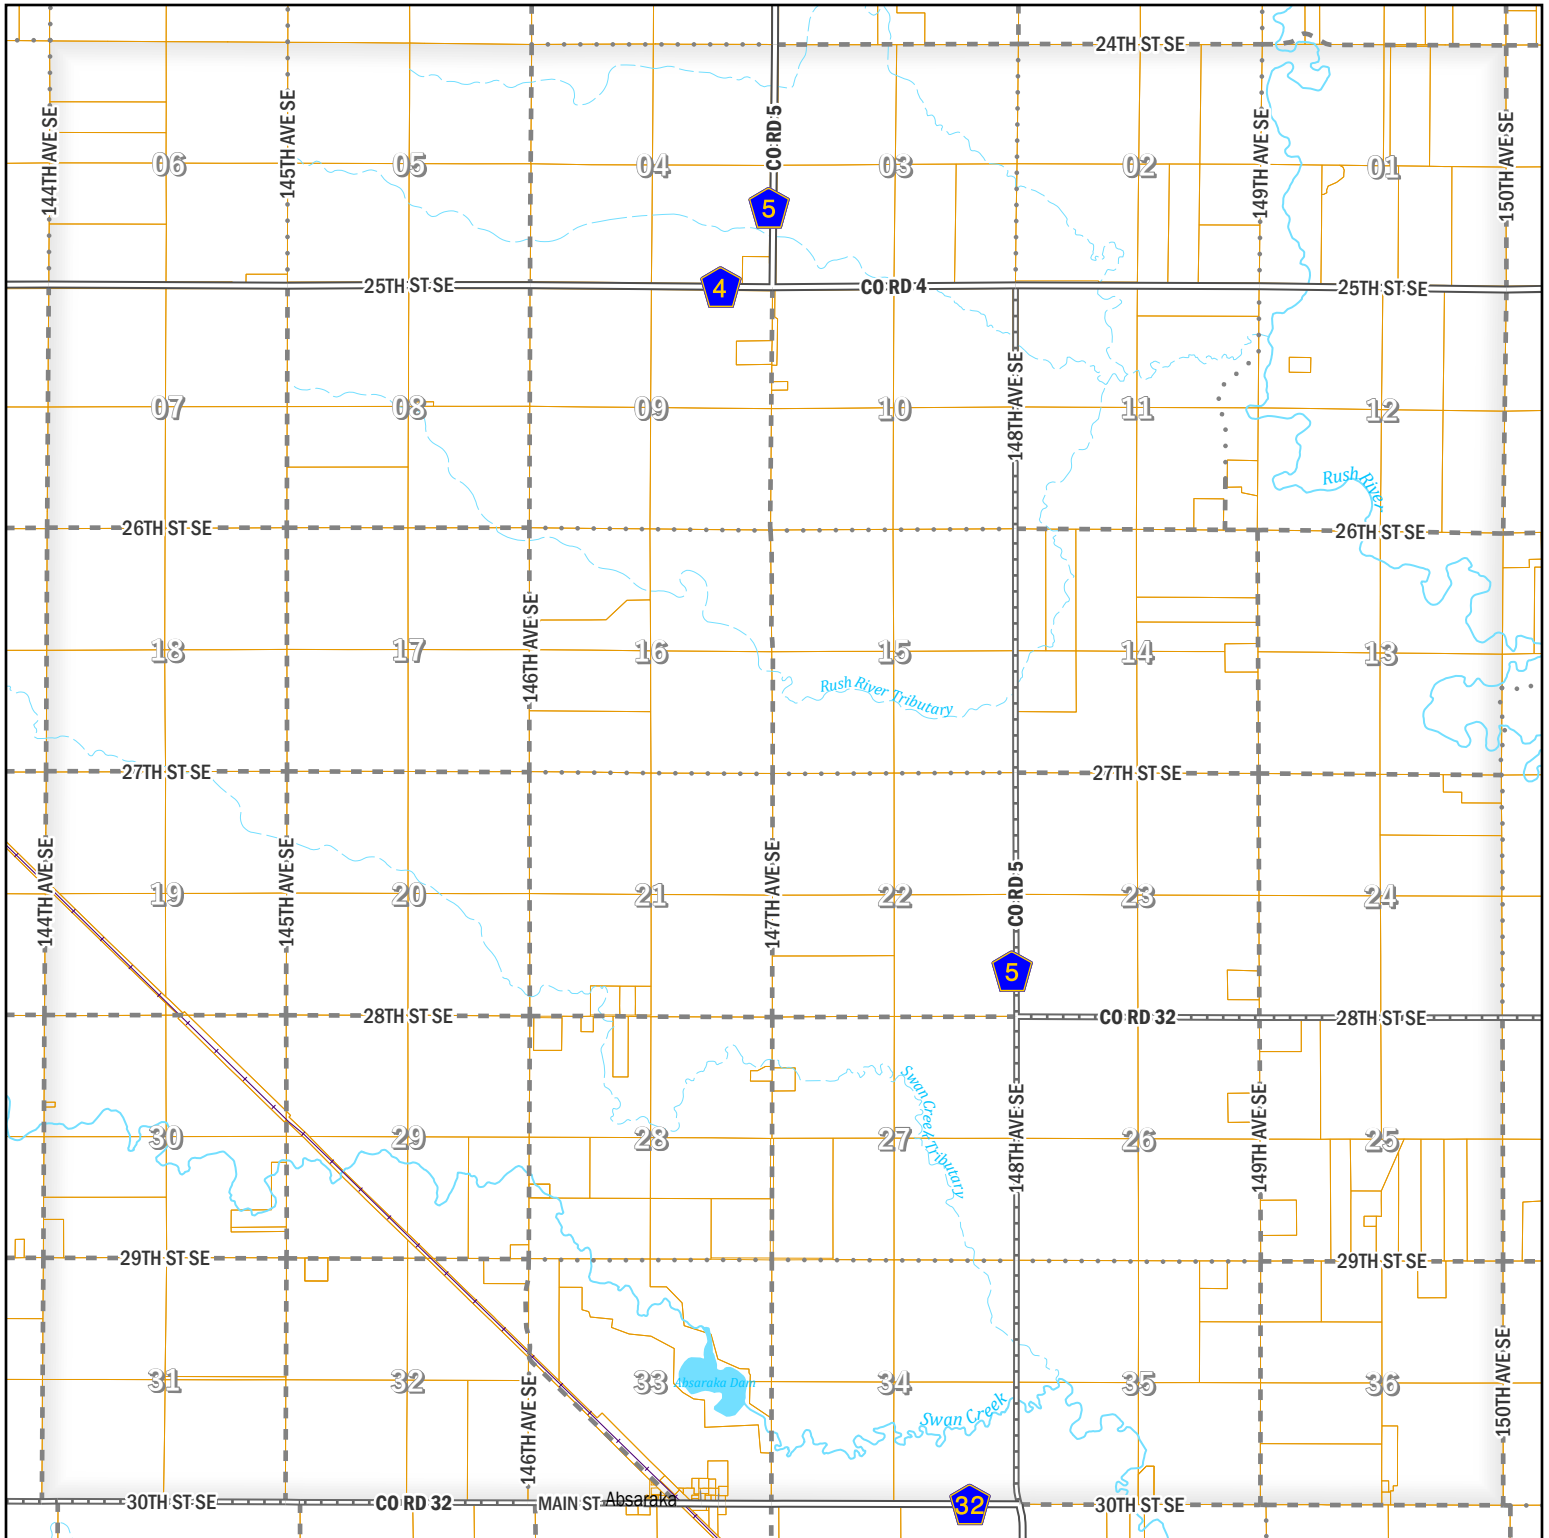 24TH ST SE
144TH AVE SE
145TH AVE SE
CO RD 5
149TH AVE SE
150TH AVE SE
06
05
04
03
02
01
5
25TH ST SE
4
CO RD 4
25TH ST SE
148TH AVE SE
07
08
09
10
11
12
Rush River
26TH ST SE
26TH ST SE
146TH AVE SE
18
17
16
15
14
13
Rush River Tributary
27TH ST SE
27TH ST SE
144TH AVE SE
145TH AVE SE
147TH AVE SE
CO RD 5
19
20
21
22
23
24
5
28TH ST SE
CO RD 32
28TH ST SE
Swan Creek Tributary
148TH AVE SE
149TH AVE SE
30
29
28
27
26
25
29TH ST SE
29TH ST SE
31
32
33
34
35
36
Absaraka Dam
Swan Creek
146TH AVE SE
150TH AVE SE
30TH ST SE
CO RD 32
MAIN ST
Absaraka
32
30TH ST SE